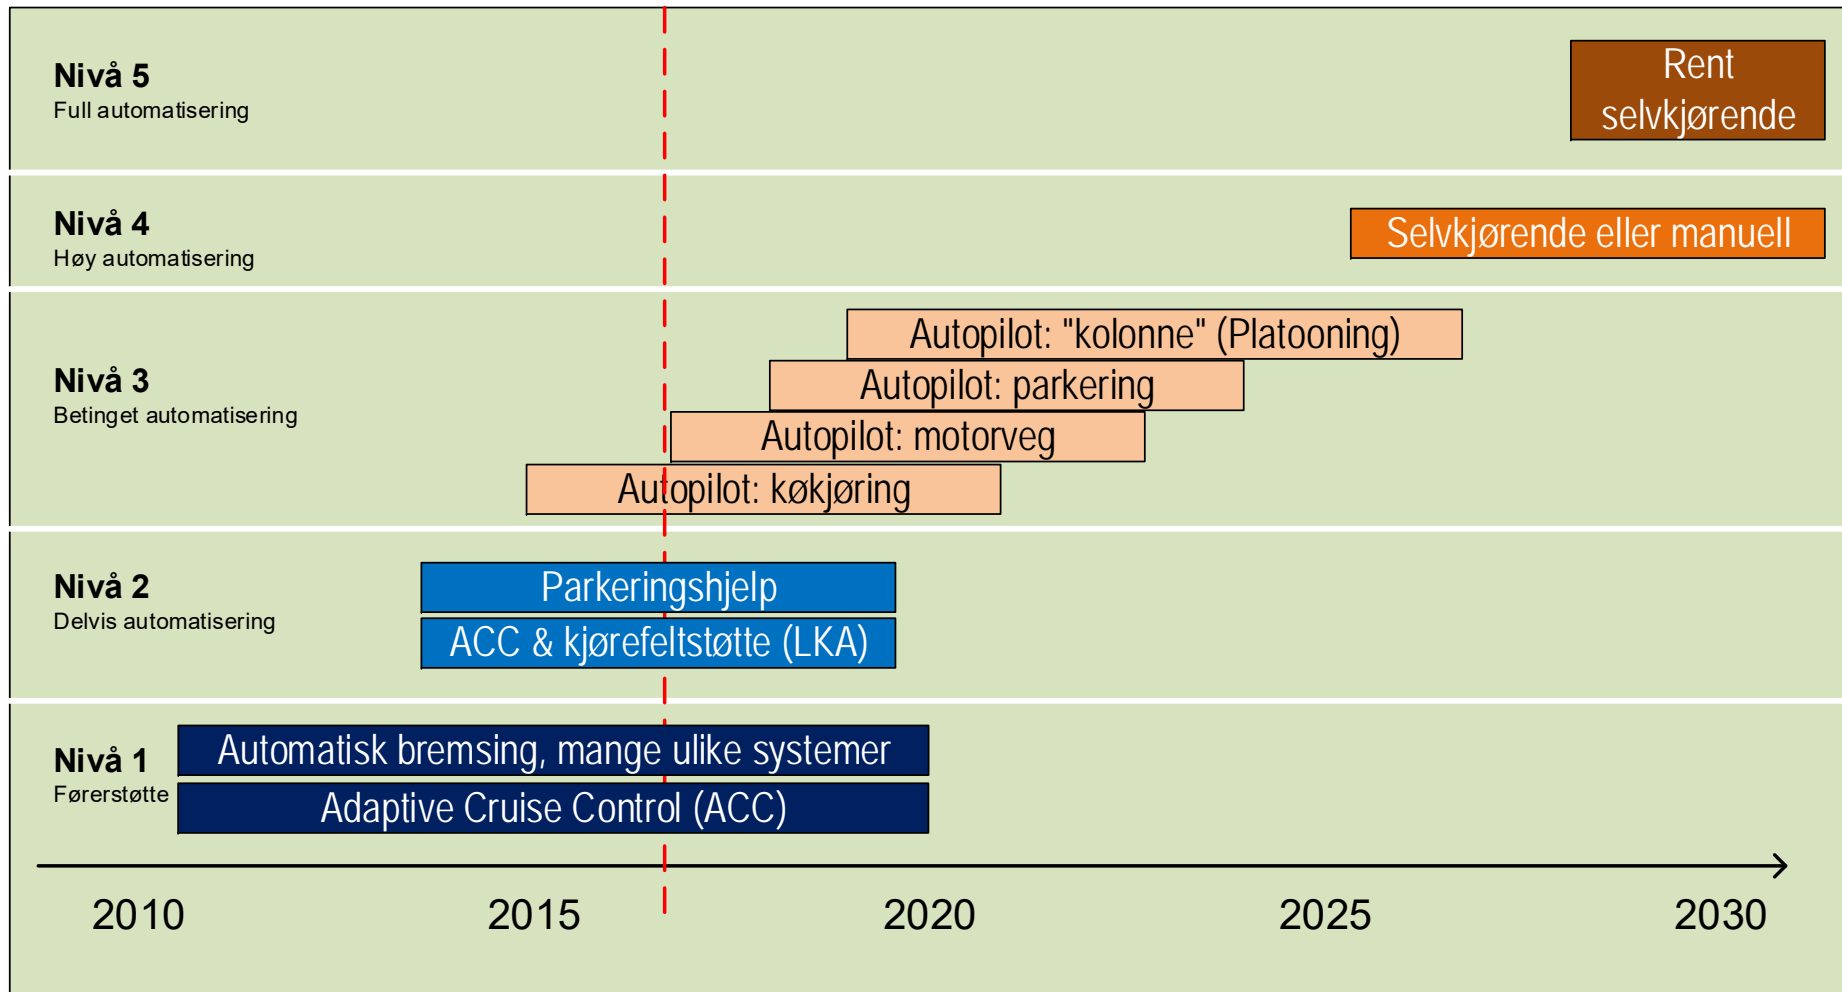 Nivå 5
Full automatisering
Rent
selvkjørende
Nivå 4
Høy automatisering
Selvkjørende eller manuell
Nivå 3
Betinget automatisering
Autopilot: "kolonne" (Platooning)
Autopilot: parkering
Autopilot: motorveg
Autopilot: køkjøring
Nivå 2
Delvis automatisering
Parkeringshjelp
ACC & kjørefeltstøtte (LKA)
Nivå 1
Førerstøtte
Automatisk bremsing, mange ulike systemer
Adaptive Cruise Control (ACC)
2010 2015 2020 2025 2030